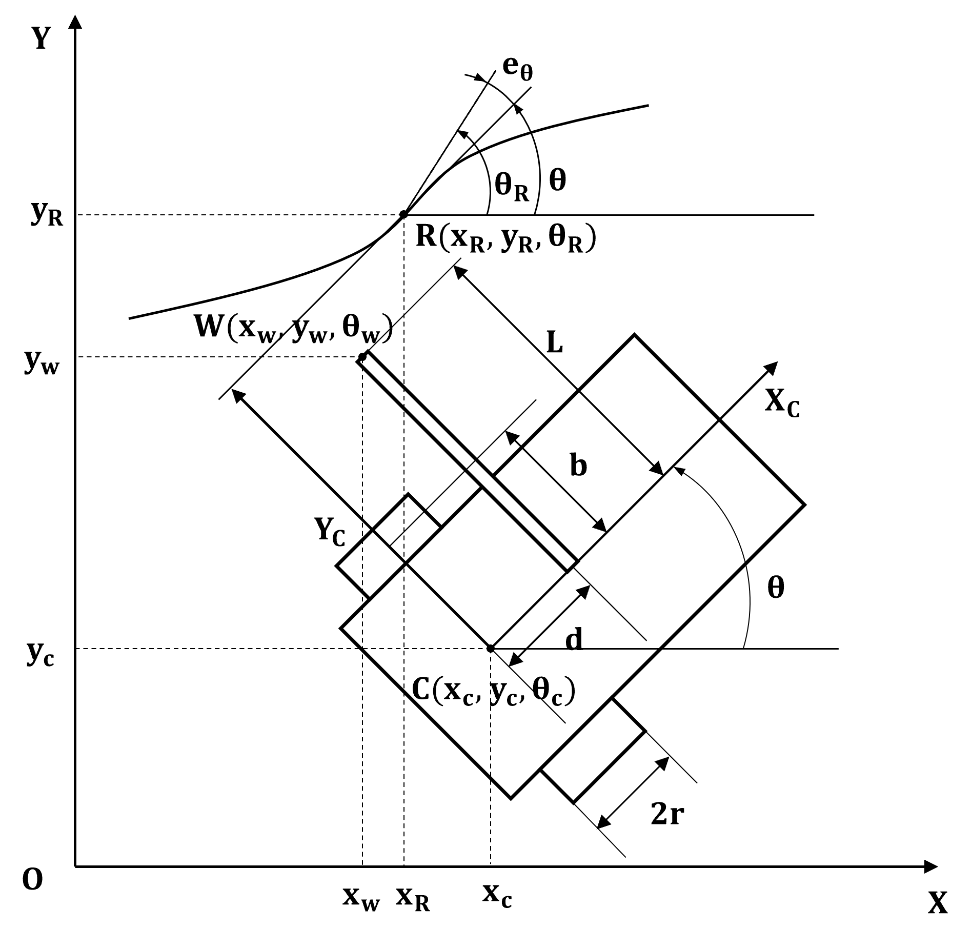 Y
e_θ
θ_R
θ
y_R
R(x_R, y_R, θ_R)
W(x_w, y_w, θ_w)
L
y_w
X_C
b
Y_C
θ
d
y_c
C(x_c, y_c, θ_c)
2r
O
x_w
x_R
x_c
X